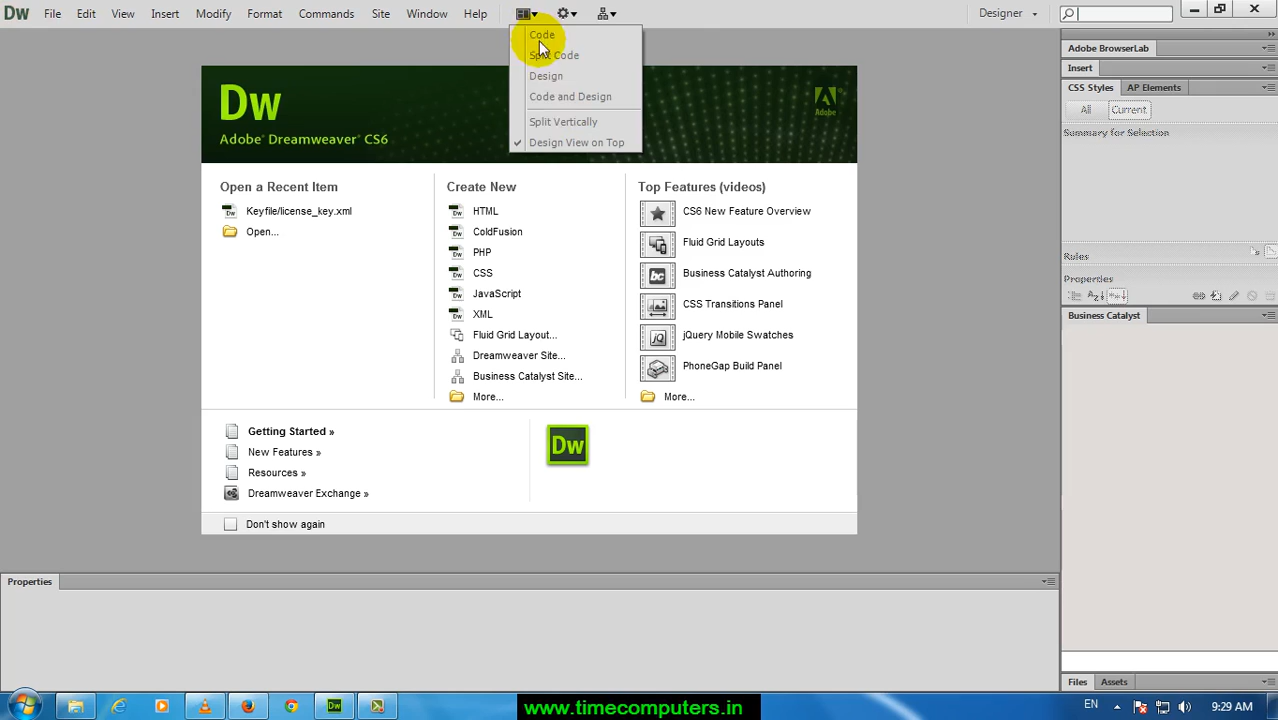 Dw File Edit View Insert Modify Format Commands Site Window Help Designer
Code
Split Code
Design
Code and Design
Split Vertically
Design View on Top
Dw
Adobe® Dreamweaver CS6
Adobe
Open a Recent Item
Keyfile/license_key.xml
Open...
Create New
HTML
ColdFusion
PHP
CSS
JavaScript
XML
Fluid Grid Layout...
Dreamweaver Site...
Business Catalyst Site...
More...
Top Features (videos)
CS6 New Feature Overview
Fluid Grid Layouts
bc Business Catalyst Authoring
CSS Transitions Panel
jQ jQuery Mobile Swatches
PhoneGap Build Panel
More...
Getting Started »
New Features »
Resources »
Dreamweaver Exchange »
Dw
Don't show again
Adobe BrowserLab
Insert
CSS Styles AP Elements
All Current
Summary for Selection
Rules
Properties
Business Catalyst
Files Assets
Properties
Dw
www.timecomputers.in
EN 9:29 AM